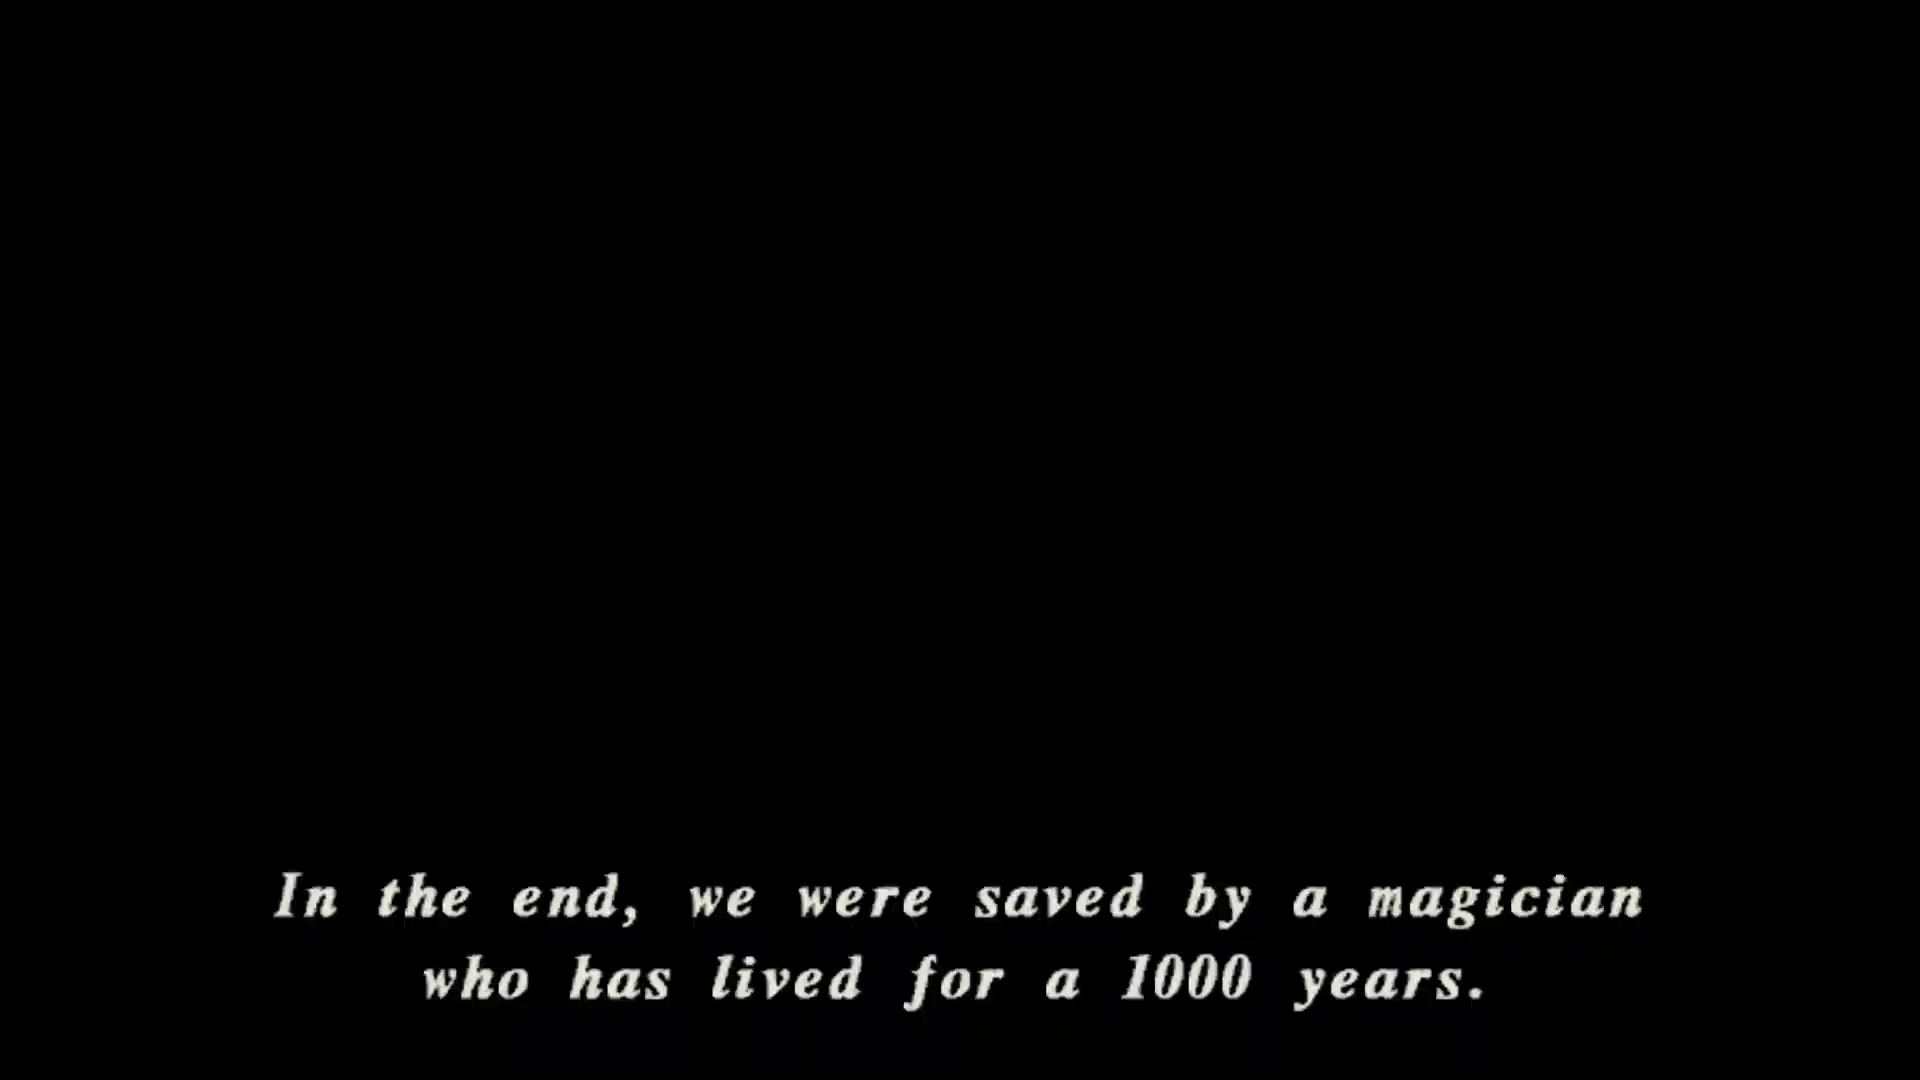 In the end, we were saved by a magician
who has lived for a 1000 years.